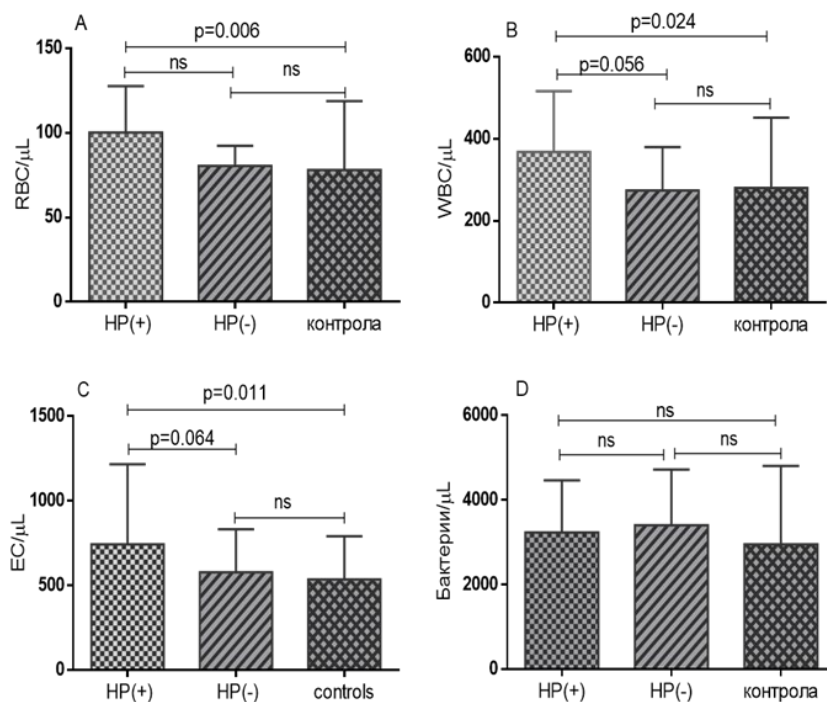 A
p=0.006
ns
ns
150
100
50
0
RBC/µL
HP(+) HP(-) контрола
B
p=0.024
p=0.056
ns
600
400
200
0
WBC/µL
HP(+) HP(-) контрола
C
p=0.011
p=0.064
ns
1500
1000
500
0
EC/µL
HP(+) HP(-) controls
D
ns
ns
ns
6000
4000
2000
0
Бактерии/µL
HP(+) HP(-) контрола